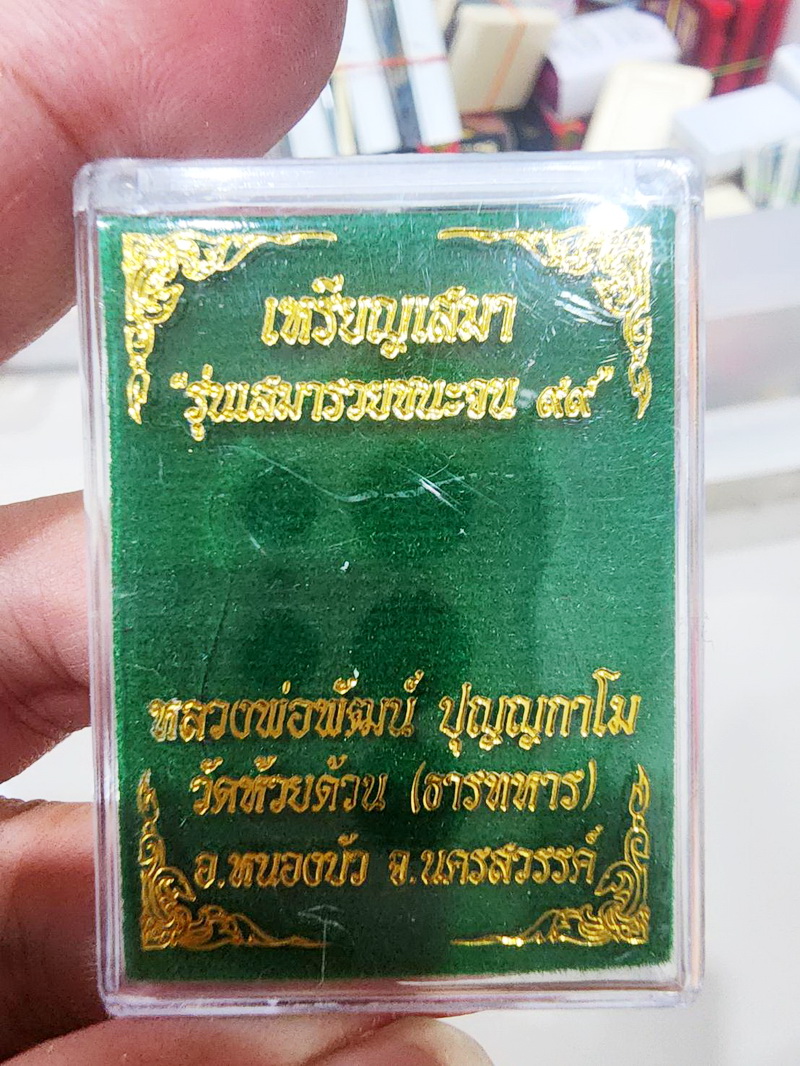 เหรียญเสมา
"รุ่นเสมารวยชนะจน ๙๙"
หลวงพ่อพัฒน์ ปุญญกาโม
วัดห้วยด้วน (ธารทหาร)
อ.หนองบัว จ.นครสวรรค์